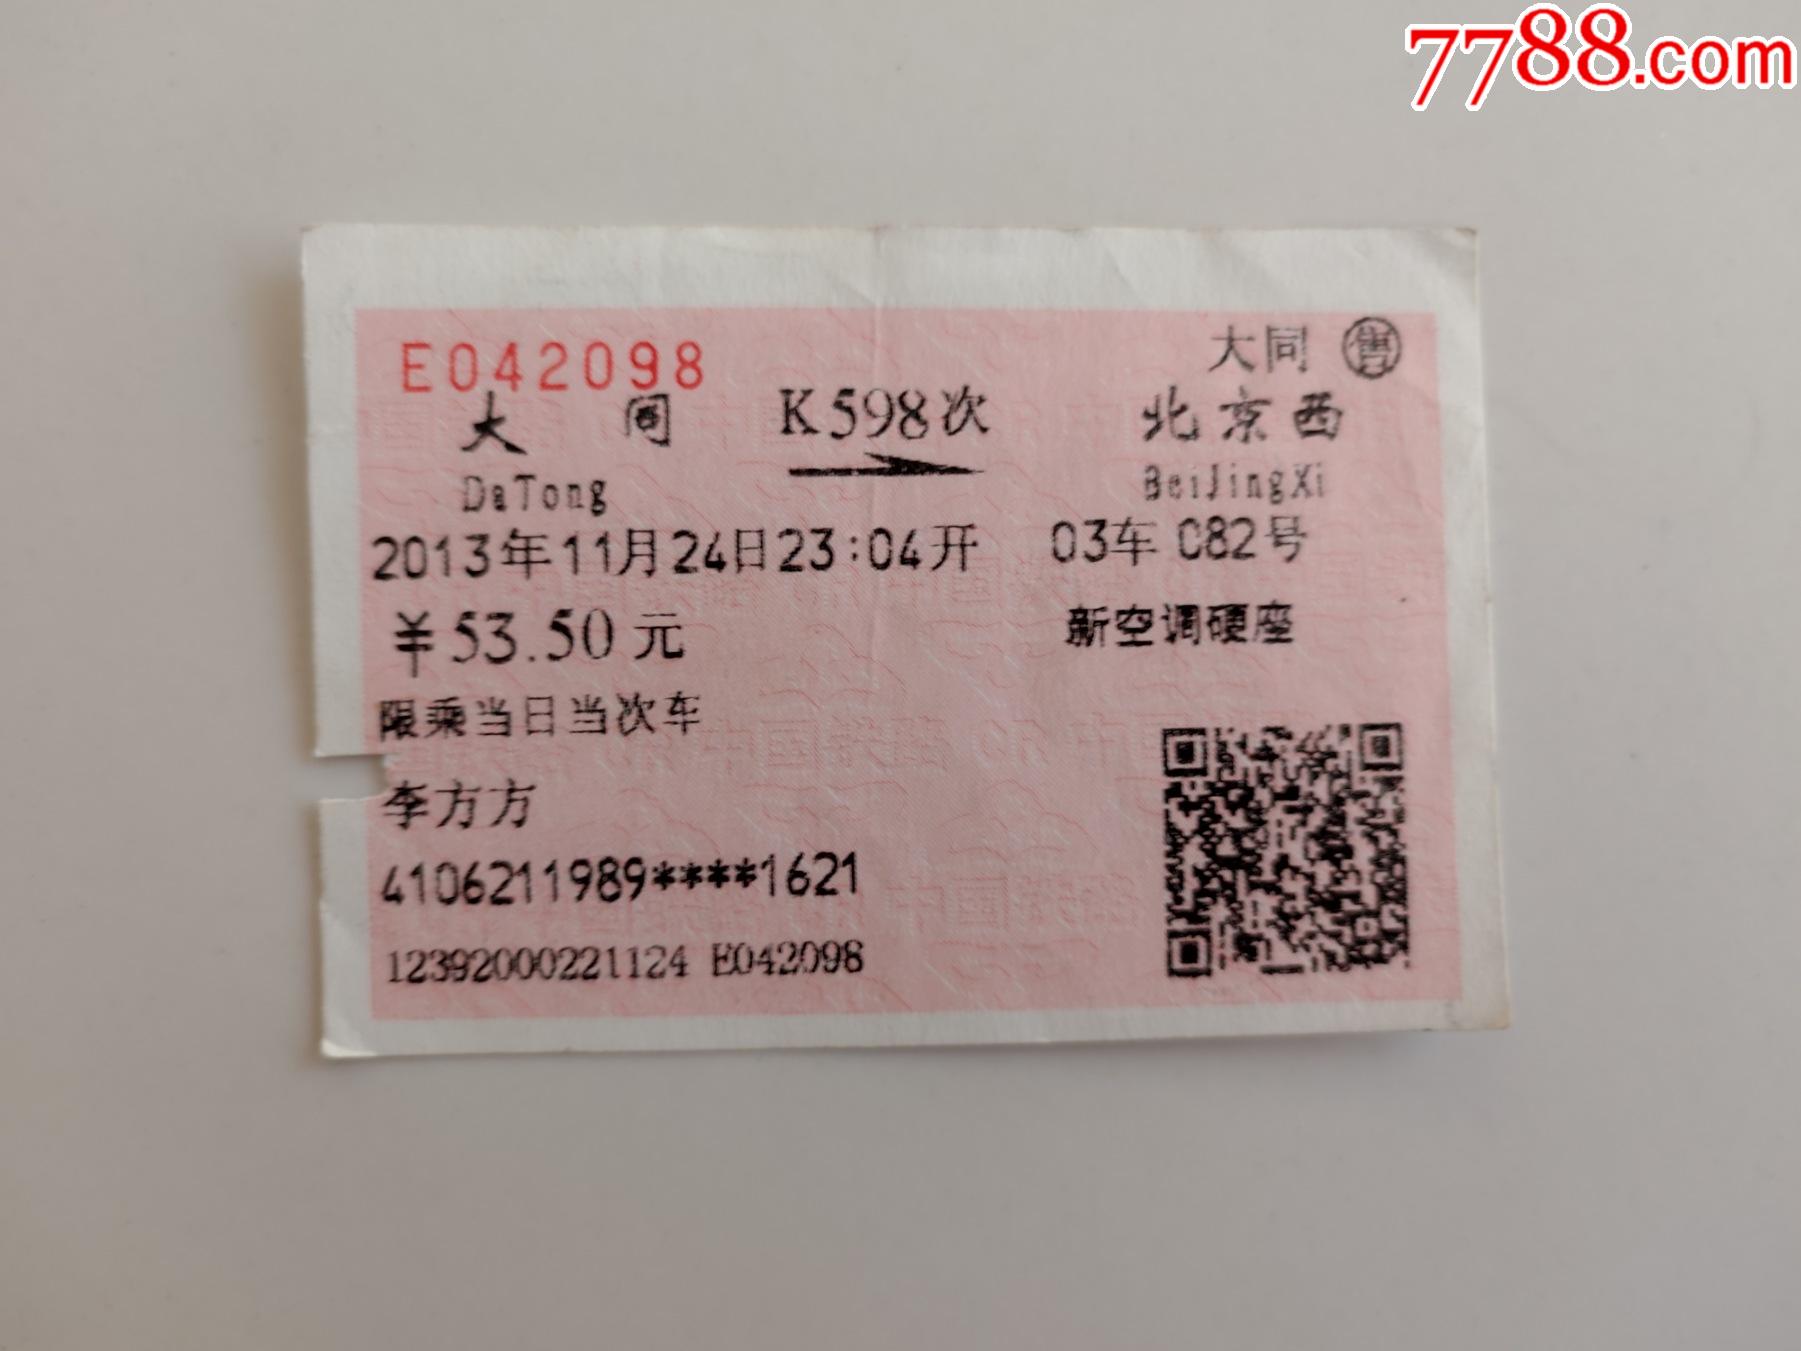 7788.com
E042098
大同 售
大同 K598次 北京西
DaTong BeiJingXi
2013年11月24日23:04开 03车 082号
￥53.50元 新空调硬座
限乘当日当次车
李方方
4106211989****1621
12392000221124 E042098